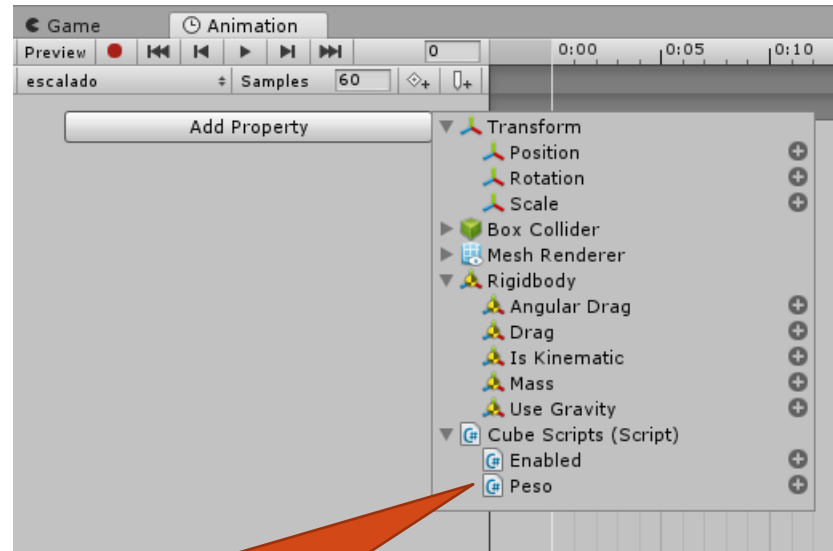 Game Animation
Preview 0 0:00 0:05 0:10
escalado Samples 60
Add Property
Transform
Position
Rotation
Scale
Box Collider
Mesh Renderer
Rigidbody
Angular Drag
Drag
Is Kinematic
Mass
Use Gravity
Cube Scripts (Script)
Enabled
Peso